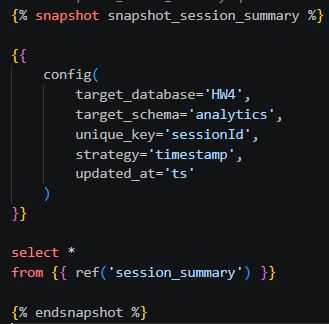 {% snapshot snapshot_session_summary %}
{{
config(
target_database='HW4',
target_schema='analytics',
unique_key='sessionId',
strategy='timestamp',
updated_at='ts'
)
}}
select *
from {{ ref('session_summary') }}
{% endsnapshot %}